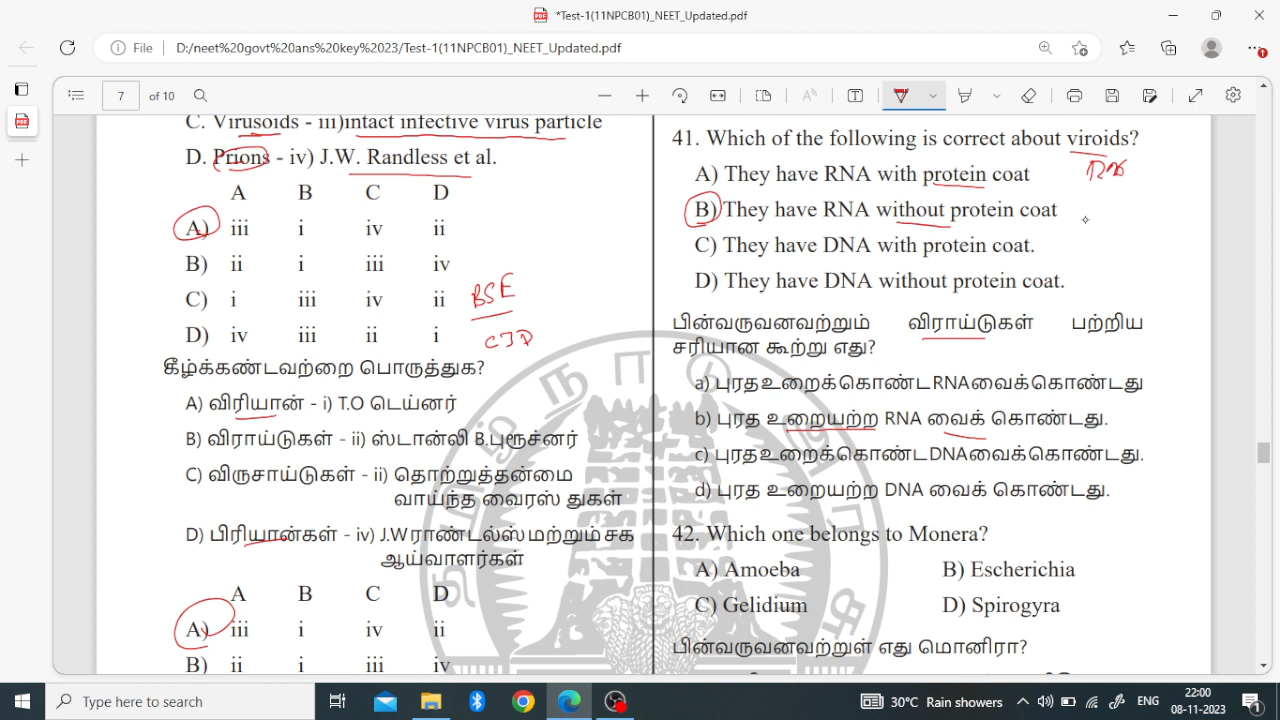 *Test-1(11NPCB01)_NEET_Updated.pdf
File D:/neet%20govt%20ans%20key%202023/Test-1(11NPCB01)_NEET_Updated.pdf
7 of 10
C. Virusoids - iii)intact infective virus particle
D. Prions - iv) J.W. Randless et al.
A B C D
A) iii i iv ii
B) ii i iii iv
C) i iii iv ii
BSE
D) iv iii ii i
CJD
கீழ்க்கண்டவற்றை பொருத்துக?
A) விரியான் - i) T.O டெய்னர்
B) விராய்டுகள் - ii) ஸ்டான்லி B.புரூச்னர்
C) விருசாய்டுகள் - ii) தொற்றுத்தன்மை
வாய்ந்த வைரஸ் துகள்
D) பிரியான்கள் - iv) J.W ராண்டல்ஸ் மற்றும் சக
ஆய்வாளர்கள்
A B C D
A) iii i iv ii
B) ii i iii iv
41. Which of the following is correct about viroids?
A) They have RNA with protein coat
B) They have RNA without protein coat
C) They have DNA with protein coat.
D) They have DNA without protein coat.
பின்வருவனவற்றும் விராய்டுகள் பற்றிய
சரியான கூற்று எது?
a) புரத உறைக்கொண்ட RNA வைக்கொண்டது
b) புரத உறையற்ற RNA வைக் கொண்டது.
c) புரத உறைக்கொண்ட DNA வைக்கொண்டது.
d) புரத உறையற்ற DNA வைக் கொண்டது.
42. Which one belongs to Monera?
A) Amoeba B) Escherichia
C) Gelidium D) Spirogyra
பின்வருவனவற்றுள் எது மொனிரா?
Type here to search
30°C Rain showers
ENG
22:00
08-11-2023